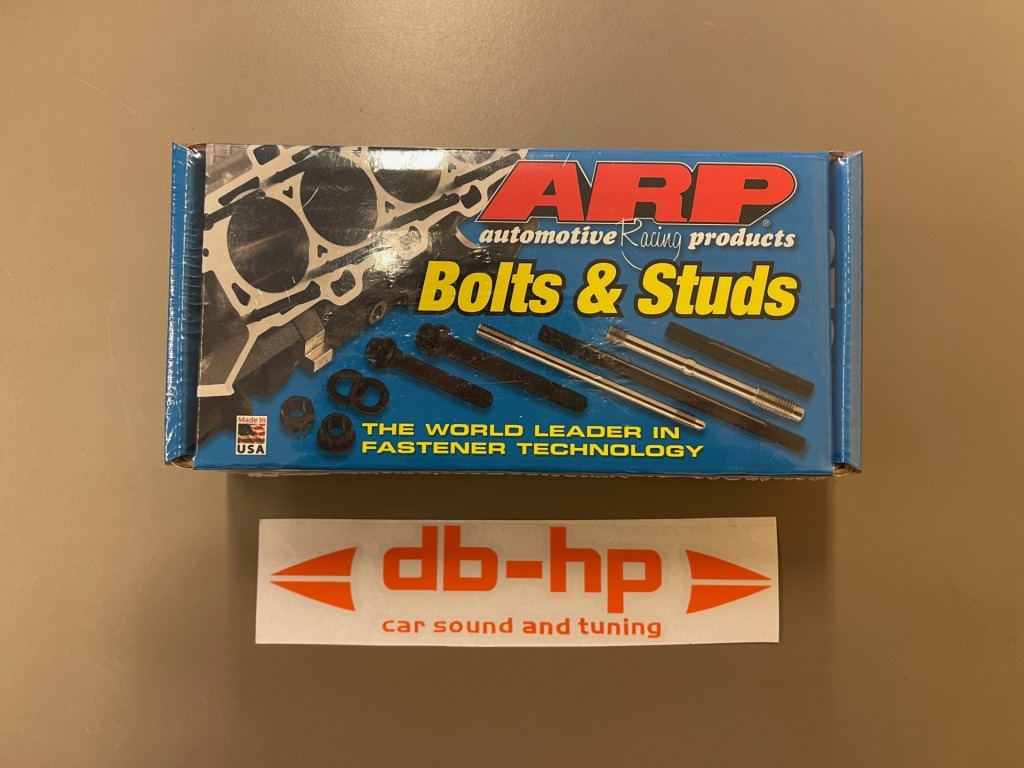 ARP
automotive Racing products
Bolts & Studs
THE WORLD LEADER IN
FASTENER TECHNOLOGY
Made In
USA
db-hp
car sound and tuning